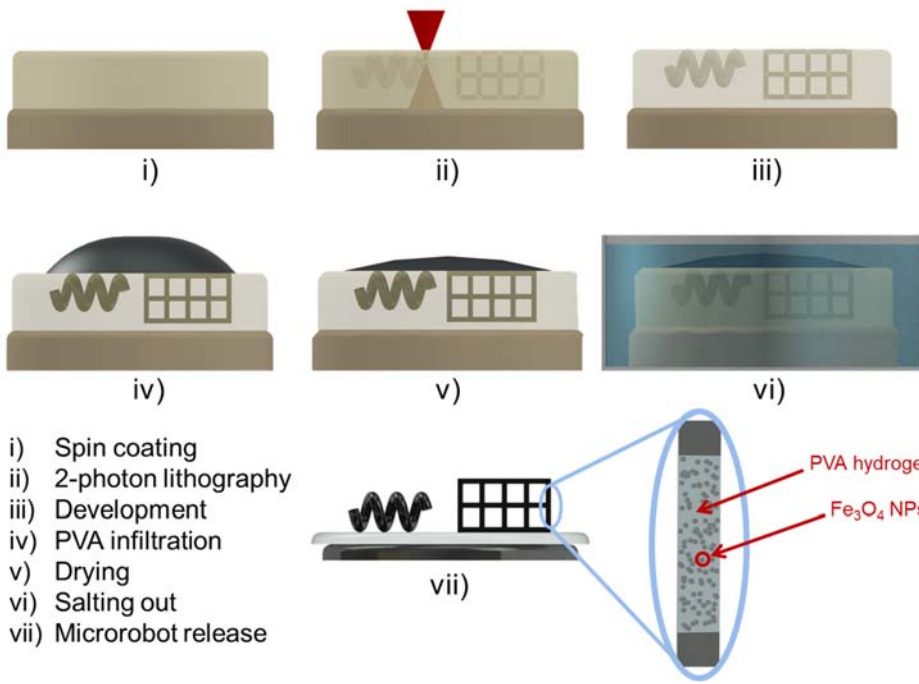 i)
ii)
iii)
iv)
v)
vi)
i) Spin coating
ii) 2-photon lithography
iii) Development
iv) PVA infiltration
v) Drying
vi) Salting out
vii) Microrobot release
vii)
PVA hydroge
Fe₃O₄ NPs